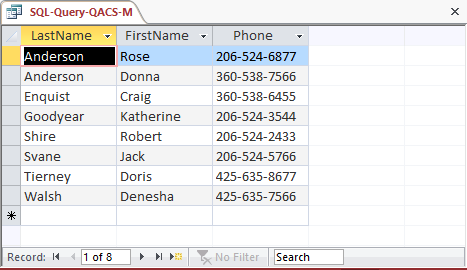 SQL-Query-QACS-M
LastName FirstName Phone
Anderson Rose 206-524-6877
Anderson Donna 360-538-7566
Enquist Craig 360-538-6455
Goodyear Katherine 206-524-3544
Shire Robert 206-524-2433
Svane Jack 206-524-5766
Tierney Doris 425-635-8677
Walsh Denesha 425-635-7566
Record: 1 of 8 No Filter Search